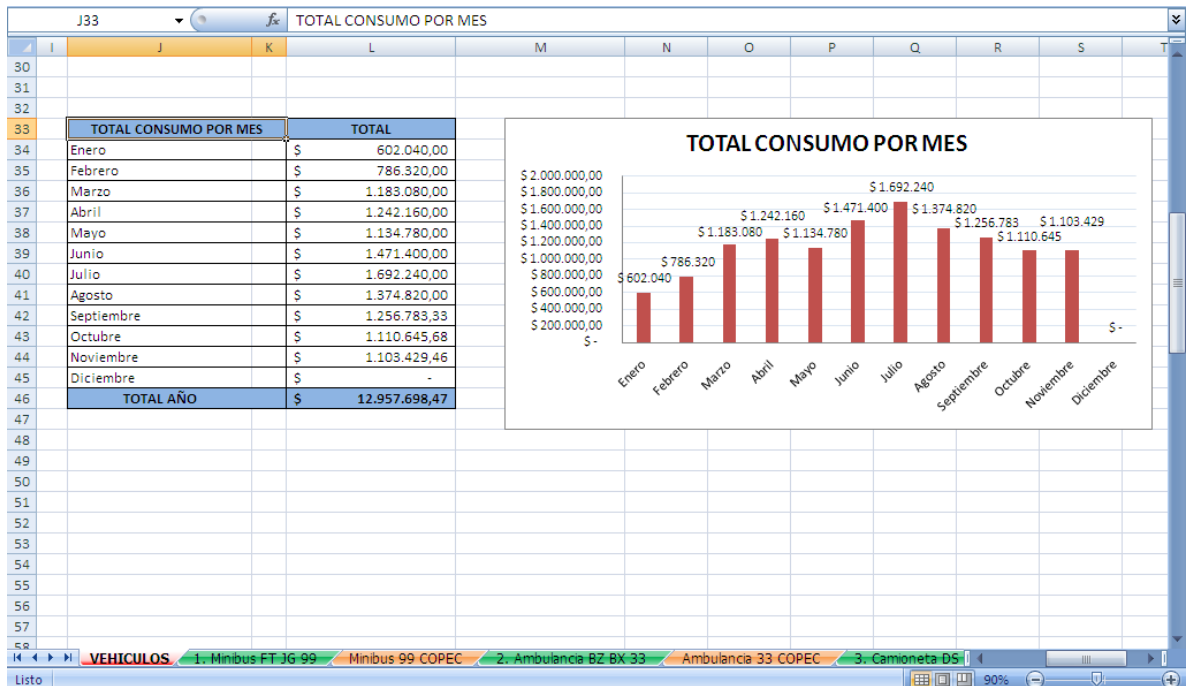 J33 fx TOTAL CONSUMO POR MES
I J K L M N O P Q R S T
30
31
32
33 TOTAL CONSUMO POR MES TOTAL
34 Enero $ 602.040,00
35 Febrero $ 786.320,00
36 Marzo $ 1.183.080,00
37 Abril $ 1.242.160,00
38 Mayo $ 1.134.780,00
39 Junio $ 1.471.400,00
40 Julio $ 1.692.240,00
41 Agosto $ 1.374.820,00
42 Septiembre $ 1.256.783,33
43 Octubre $ 1.110.645,68
44 Noviembre $ 1.103.429,46
45 Diciembre $ -
46 TOTAL AÑO $ 12.957.698,47
47
48
49
50
51
52
53
54
55
56
57
58
TOTAL CONSUMO POR MES
$ 2.000.000,00
$ 1.800.000,00
$ 1.600.000,00
$ 1.400.000,00
$ 1.200.000,00
$ 1.000.000,00
$ 800.000,00
$ 600.000,00
$ 400.000,00
$ 200.000,00
$ -
$ 602.040
$ 786.320
$ 1.183.080
$ 1.242.160
$ 1.134.780
$ 1.471.400
$ 1.692.240
$ 1.374.820
$ 1.256.783
$ 1.110.645
$ 1.103.429
$ -
Enero Febrero Marzo Abril Mayo Junio Julio Agosto Septiembre Octubre Noviembre Diciembre
VEHICULOS 1. Minibus FT JG 99 Minibus 99 COPEC 2. Ambulancia BZ BX 33 Ambulancia 33 COPEC 3. Camioneta DS
Listo 90%